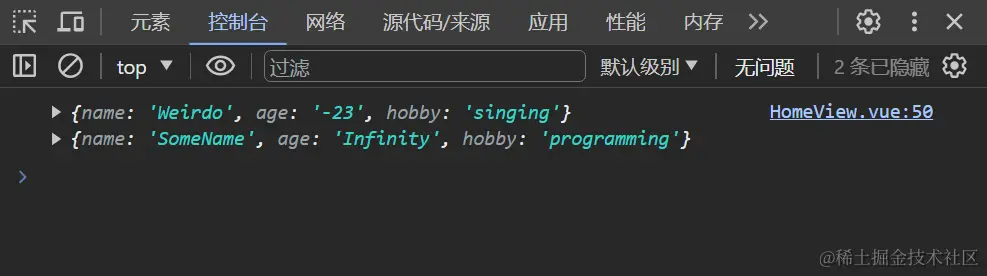 元素 控制台 网络 源代码/来源 应用 性能 内存
top 过滤 默认级别 无问题 2 条已隐藏
{name: 'Weirdo', age: '-23', hobby: 'singing'} HomeView.vue:50
{name: 'SomeName', age: 'Infinity', hobby: 'programming'}
@稀土掘金技术社区